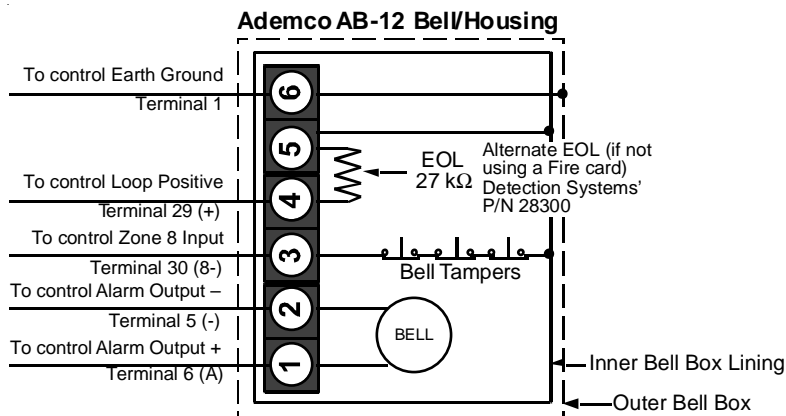 Ademco AB-12 Bell/Housing
To control Earth Ground
Terminal 1
6
5
EOL
27 kΩ
Alternate EOL (if not
using a Fire card)
Detection Systems'
P/N 28300
To control Loop Positive
Terminal 29 (+)
4
To control Zone 8 Input
Terminal 30 (8-)
3
Bell Tampers
To control Alarm Output –
Terminal 5 (-)
2
BELL
To control Alarm Output +
Terminal 6 (A)
1
Inner Bell Box Lining
Outer Bell Box